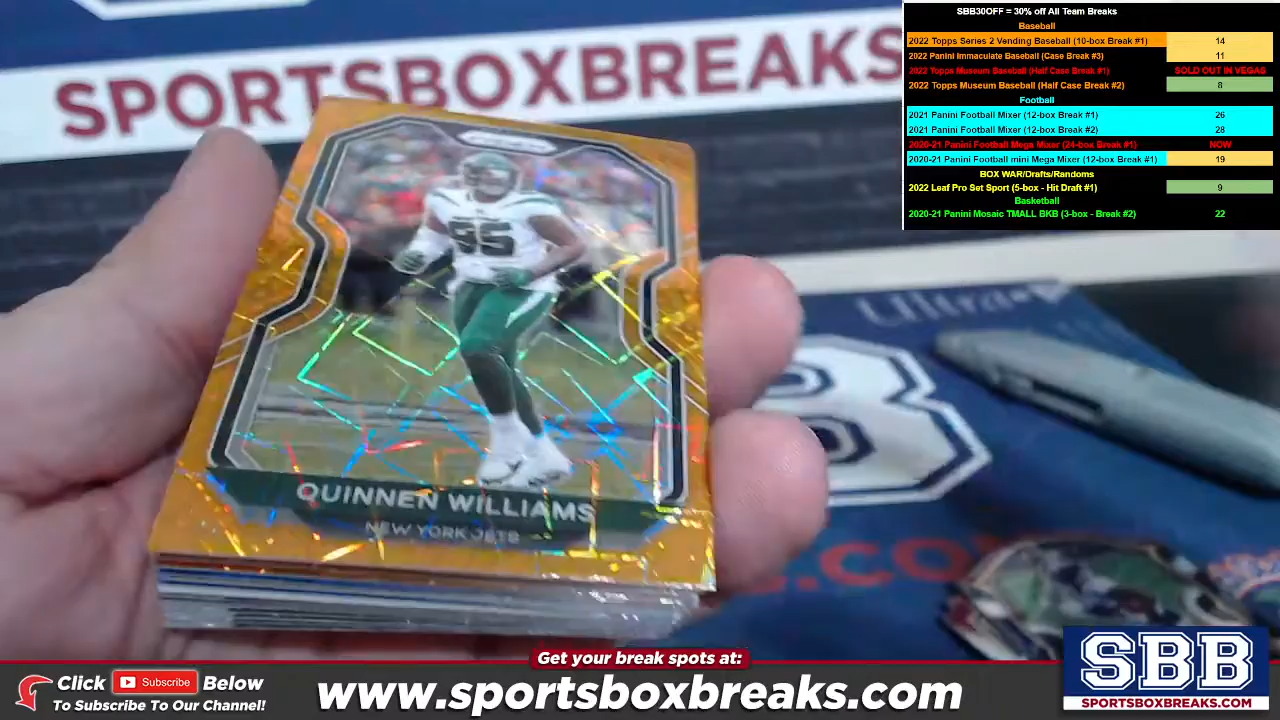 SBB30OFF = 30% off All Team Breaks
Baseball
2022 Topps Series 2 Vending Baseball (10-box Break #1) 14
2022 Panini Immaculate Baseball (Case Break #3) 11
2022 Topps Museum Baseball (Half Case Break #1) SOLD OUT IN VEGAS
2022 Topps Museum Baseball (Half Case Break #2) 8
Football
2021 Panini Football Mixer (12-box Break #1) 26
2021 Panini Football Mixer (12-box Break #2) 28
2020-21 Panini Football Mega Mixer (24-box Break #1) NOW
2020-21 Panini Football mini Mega Mixer (12-box Break #1) 19
BOX WAR/Drafts/Randoms
2022 Leaf Pro Set Sport (5-box - Hit Draft #1) 9
Basketball
2020-21 Panini Mosaic TMALL BKB (3-box - Break #2) 22
SPORTSBOXBREAKS
SPOR SBOXBREAKS.
Ultra
95
B
QUINNEN WILLIAMS
NEW YORK JETS
.COM
Get your break spots at:
Click Subscribe Below
To Subscribe To Our Channel!
www.sportsboxbreaks.com
SBB
SPORTSBOXBREAKS.COM